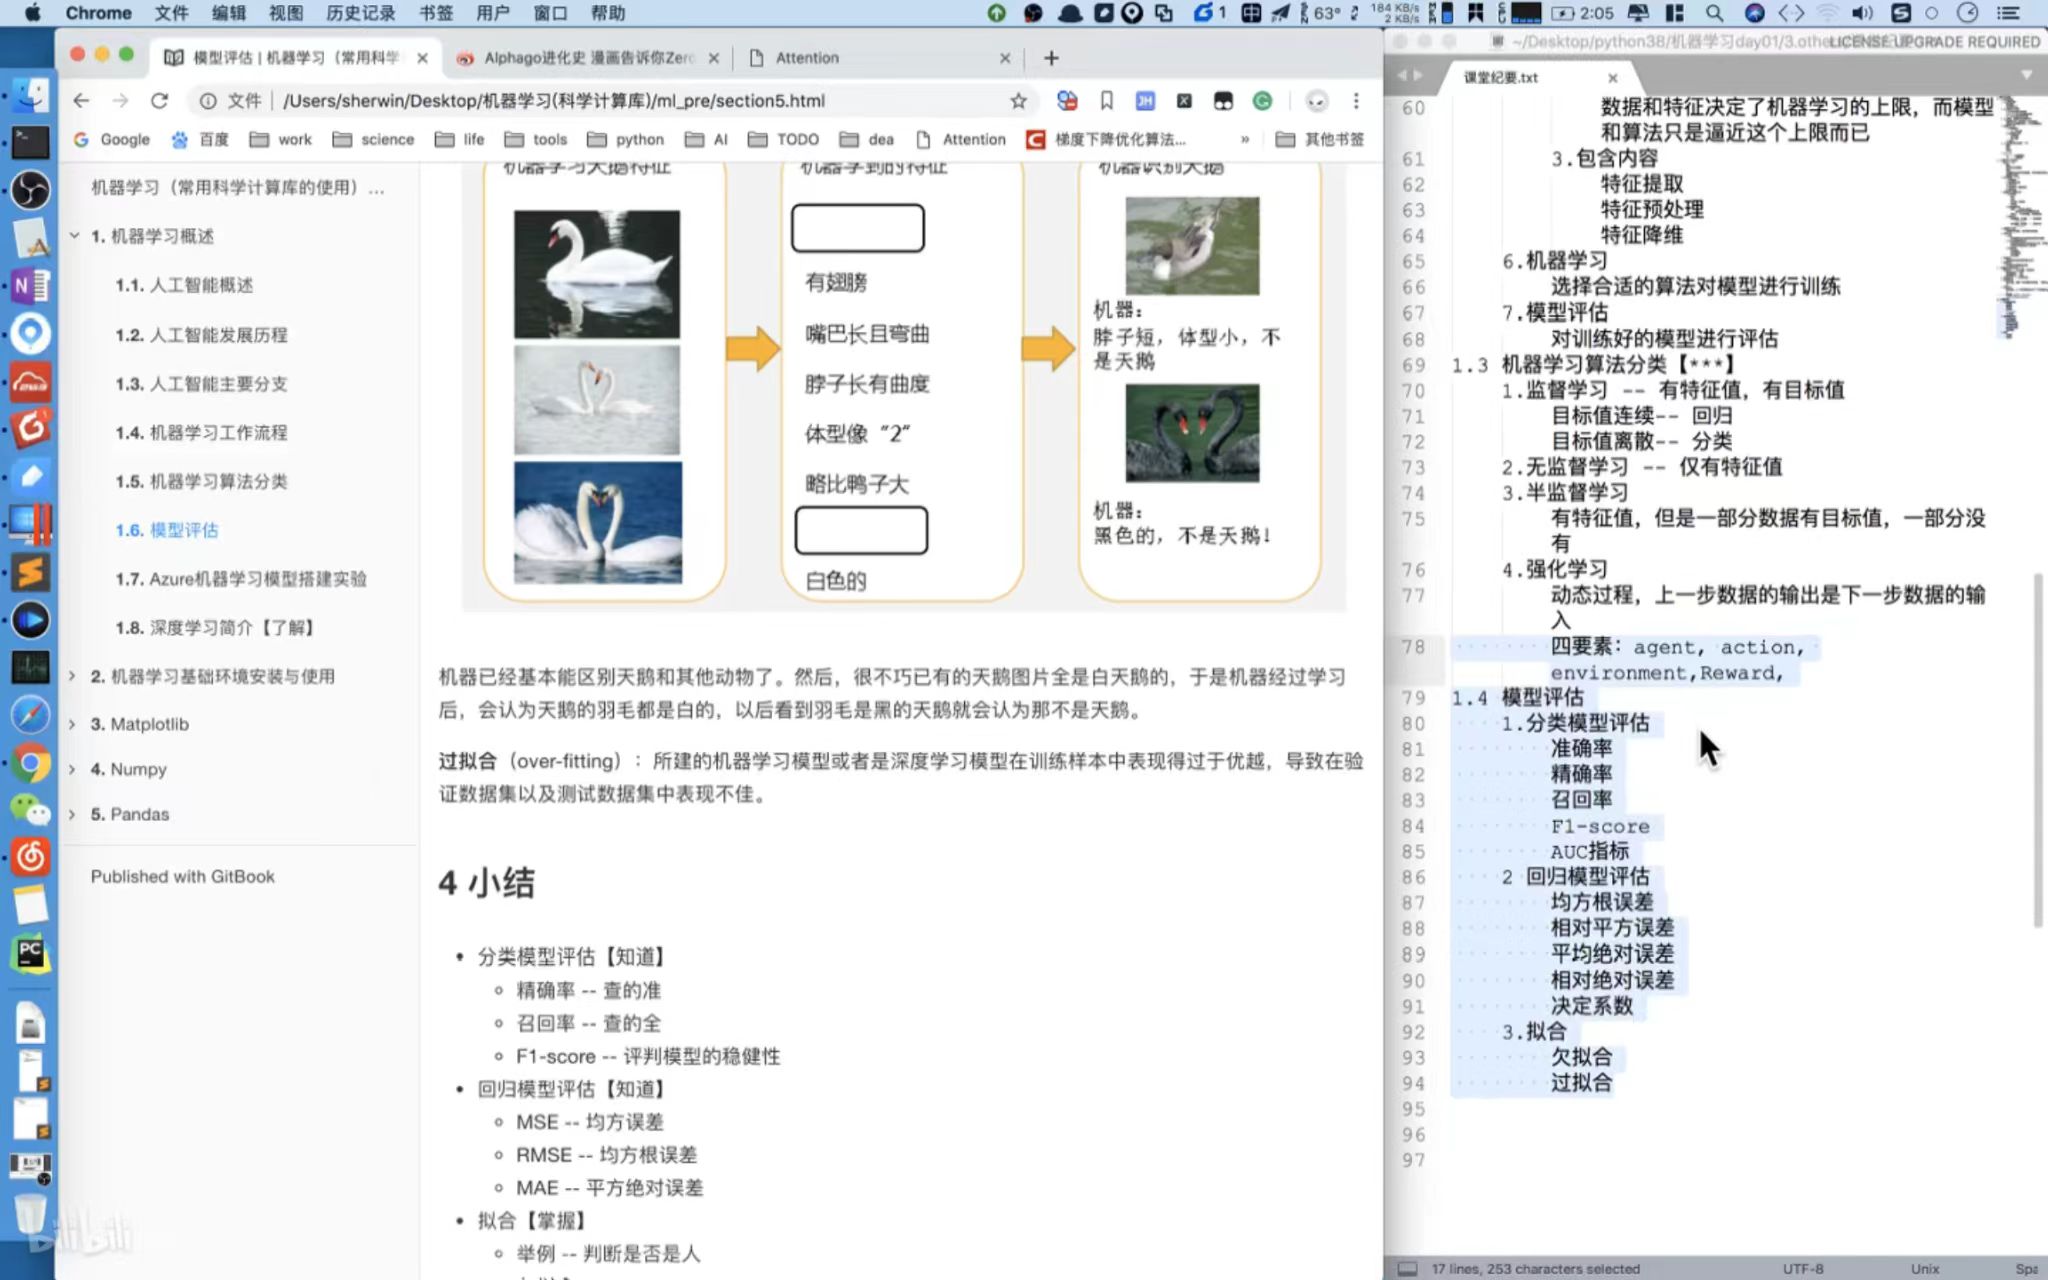 Chrome 文件 编辑 视图 历史记录 书签 用户 窗口 帮助
1 63° 184 KB/s 2 KB/s 2:05
模型评估 | 机器学习（常用科学
Alphago进化史 漫画告诉你Zero
Attention
文件 /Users/sherwin/Desktop/机器学习(科学计算库)/ml_pre/section5.html
Google 百度 work science life tools python AI TODO dea Attention 梯度下降优化算法... » 其他书签
机器学习（常用科学计算库的使用）...
1. 机器学习概述
1.1. 人工智能概述
1.2. 人工智能发展历程
1.3. 人工智能主要分支
1.4. 机器学习工作流程
1.5. 机器学习算法分类
1.6. 模型评估
1.7. Azure机器学习模型搭建实验
1.8. 深度学习简介【了解】
2. 机器学习基础环境安装与使用
3. Matplotlib
4. Numpy
5. Pandas
Published with GitBook
机器学习天鹅特征
机器学到的特征
有翅膀
嘴巴长且弯曲
脖子长有曲度
体型像“2”
略比鸭子大
白色的
机器识别天鹅
机器：
脖子短，体型小，不
是天鹅
机器：
黑色的，不是天鹅！
机器已经基本能区别天鹅和其他动物了。然后，很不巧已有的天鹅图片全是白天鹅的，于是机器经过学习
后，会认为天鹅的羽毛都是白的，以后看到羽毛是黑的天鹅就会认为那不是天鹅。
过拟合（over-fitting）：所建的机器学习模型或者是深度学习模型在训练样本中表现得过于优越，导致在验
证数据集以及测试数据集中表现不佳。
4 小结
• 分类模型评估【知道】
◦ 精确率 -- 查的准
◦ 召回率 -- 查的全
◦ F1-score -- 评判模型的稳健性
• 回归模型评估【知道】
◦ MSE -- 均方误差
◦ RMSE -- 均方根误差
◦ MAE -- 平方绝对误差
• 拟合【掌握】
◦ 举例 -- 判断是否是人
~/Desktop/python38/机器学习day01/3.othe
LICENSE UPGRADE REQUIRED
课堂纪要.txt
60 数据和特征决定了机器学习的上限，而模型
和算法只是逼近这个上限而已
61 3.包含内容
62 特征提取
63 特征预处理
64 特征降维
65 6.机器学习
66 选择合适的算法对模型进行训练
67 7.模型评估
68 对训练好的模型进行评估
69 1.3 机器学习算法分类【***】
70 1.监督学习 -- 有特征值，有目标值
71 目标值连续-- 回归
72 目标值离散-- 分类
73 2.无监督学习 -- 仅有特征值
74 3.半监督学习
75 有特征值，但是一部分数据有目标值，一部分没
有
76 4.强化学习
77 动态过程，上一步数据的输出是下一步数据的输
入
78 四要素：agent, action,
environment,Reward,
79 1.4 模型评估
80 1.分类模型评估
81 准确率
82 精确率
83 召回率
84 F1-score
85 AUC指标
86 2 回归模型评估
87 均方根误差
88 相对平方误差
89 平均绝对误差
90 相对绝对误差
91 决定系数
92 3.拟合
93 欠拟合
94 过拟合
95
96
97
17 lines, 253 characters selected UTF-8 Unix Spa
bilibili